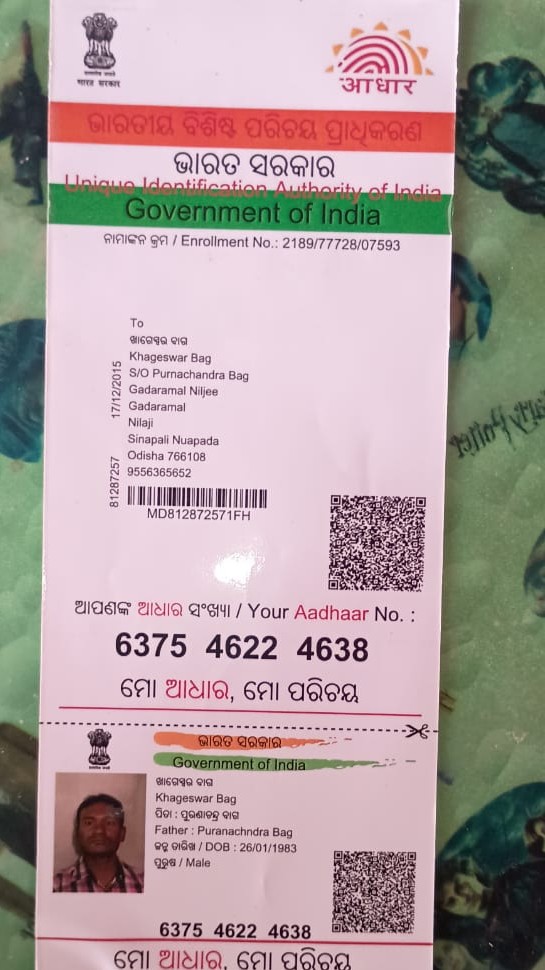 भारत सरकार
आधार
ଭାରତୀୟ ବିଶିଷ୍ଟ ପରିଚୟ ପ୍ରାଧିକରଣ
ଭାରତ ସରକାର
Unique Identification Authority of India
Government of India
ନାମାଙ୍କନ କ୍ରମ / Enrollment No.: 2189/77728/07593
To
ଖାଗେଶ୍ୱର ବାଗ
Khageswar Bag
S/O Purnachandra Bag
Gadaramal Niljee
Gadaramal
Nilaji
Sinapali Nuapada
Odisha 766108
9556365652
17/12/2015
81287257
MD812872571FH
ଆପଣଙ୍କ ଆଧାର ସଂଖ୍ୟା / Your Aadhaar No. :
6375 4622 4638
ମୋ ଆଧାର, ମୋ ପରିଚୟ
ଭାରତ ସରକାର
Government of India
ଖାଗେଶ୍ୱର ବାଗ
Khageswar Bag
ପିତା : ପୁରଣାଚନ୍ଦ୍ର ବାଗ
Father : Puranachndra Bag
ଜନ୍ମ ତାରିଖ / DOB : 26/01/1983
ପୁରୁଷ / Male
6375 4622 4638
ମୋ ଆଧାର, ମୋ ପରିଚୟ